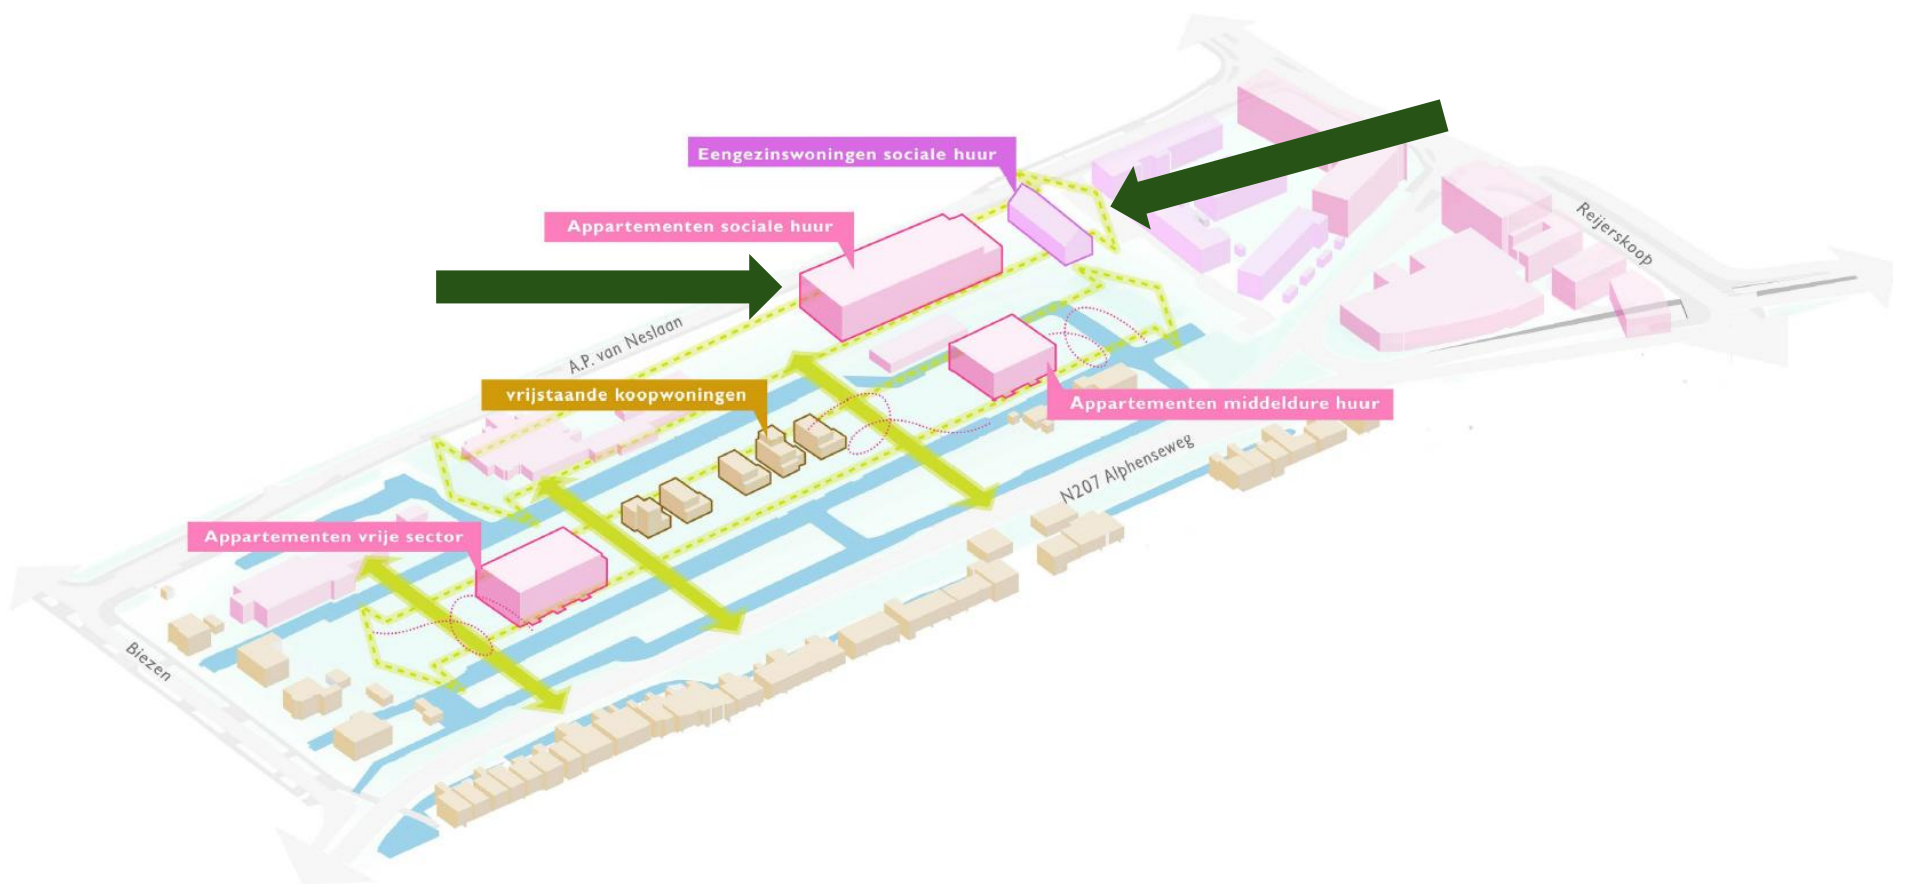 Eengezinswoningen sociale huur
Appartementen sociale huur
Reijerskoop
A.P. van Neslaan
vrijstaande koopwoningen
Appartementen middeldure huur
N207 Alphenseweg
Appartementen vrije sector
Biezen